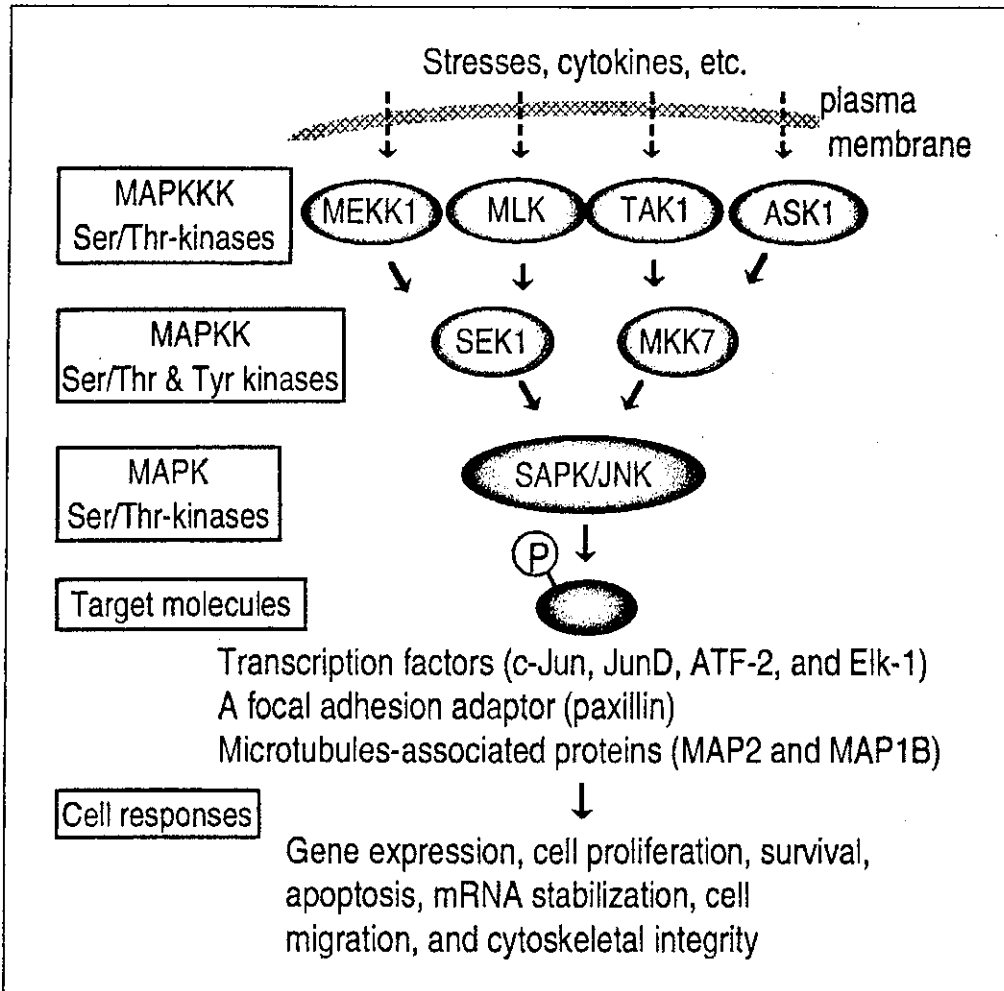 Stresses, cytokines, etc.
plasma
membrane
MAPKKK
Ser/Thr-kinases
MEKK1 MLK TAK1 ASK1
MAPKK
Ser/Thr & Tyr kinases
SEK1 MKK7
MAPK
Ser/Thr-kinases
SAPK/JNK
P
Target molecules
Transcription factors (c-Jun, JunD, ATF-2, and Elk-1)
A focal adhesion adaptor (paxillin)
Microtubules-associated proteins (MAP2 and MAP1B)
Cell responses
Gene expression, cell proliferation, survival,
apoptosis, mRNA stabilization, cell
migration, and cytoskeletal integrity